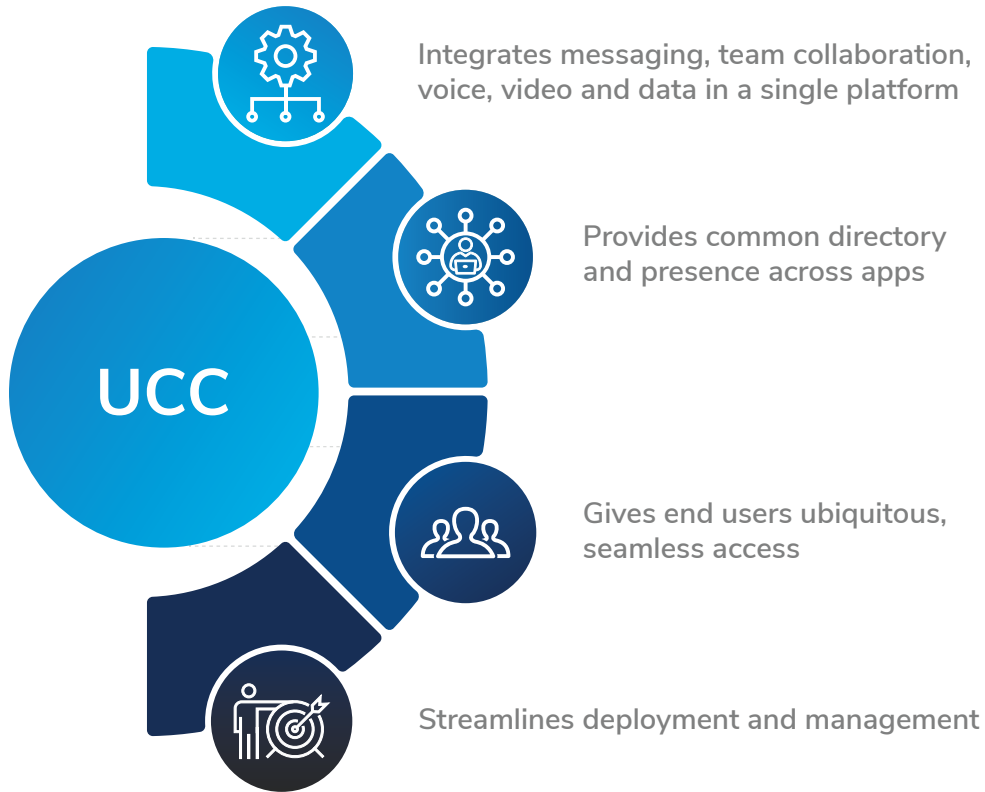 Integrates messaging, team collaboration,
voice, video and data in a single platform
Provides common directory
and presence across apps
UCC
Gives end users ubiquitous,
seamless access
Streamlines deployment and management